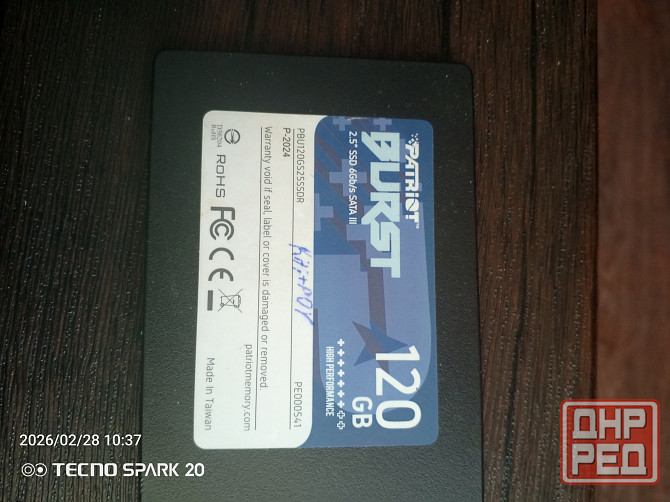 PATRIOT
BURST
2.5" SSD 6Gb/s SATA III
120
GB
HIGH PERFORMANCE
PBU120GS25SSDR
PE000541
P-2024
patriotmemory.com
Warranty void if seal, label or cover is damaged or removed.
RoHS
ROHS
FC CE
Made In Taiwan
2026/02/28 10:37
TECNO SPARK 20
ДНР
РЕД